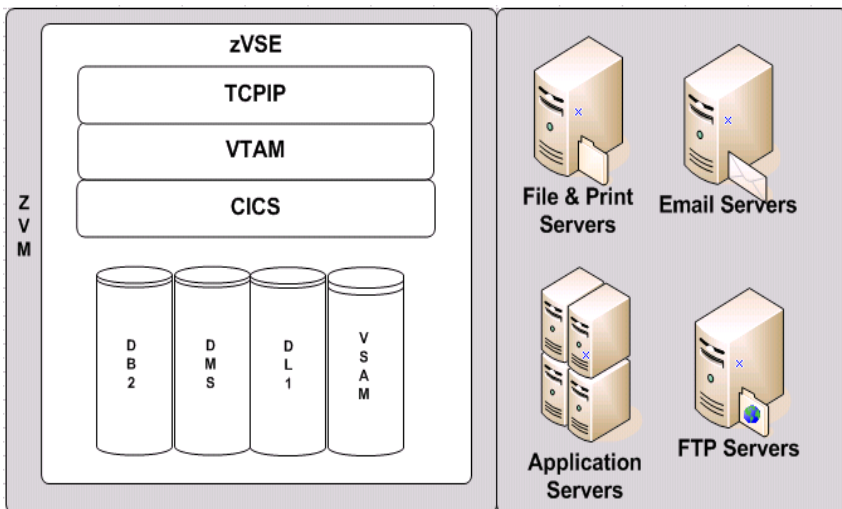 zVSE
TCPIP
VTAM
CICS
Z
V
M
D
B
2
D
M
S
D
L
1
V
S
A
M
File & Print
Servers
Email Servers
Application
Servers
FTP Servers